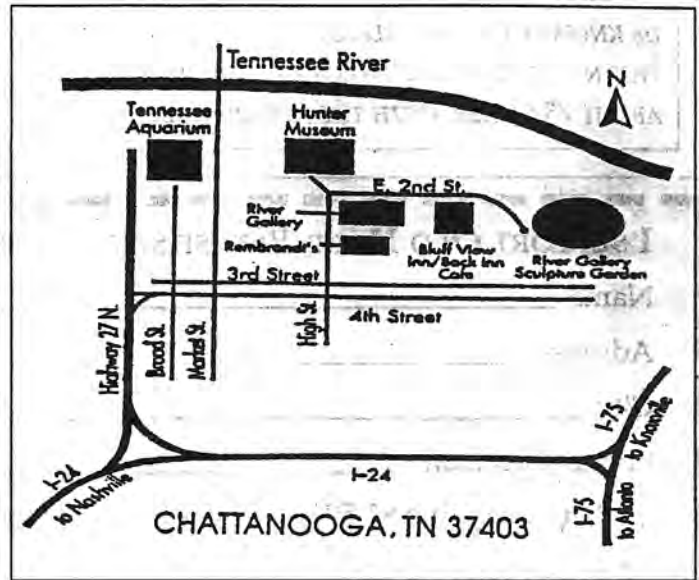 Tennessee River
N
Tennessee
Aquarium
Hunter
Museum
E. 2nd St.
River
Gallery
Rembrandt's
Bluff View
Inn/Back Inn
Cafe
River Gallery
Sculpture Garden
3rd Street
4th Street
Highway 27 N.
Broad St.
Market St.
High St.
I-24
to Nashville
I-24
I-75
to Knoxville
I-75
to Atlanta
CHATTANOOGA, TN 37403